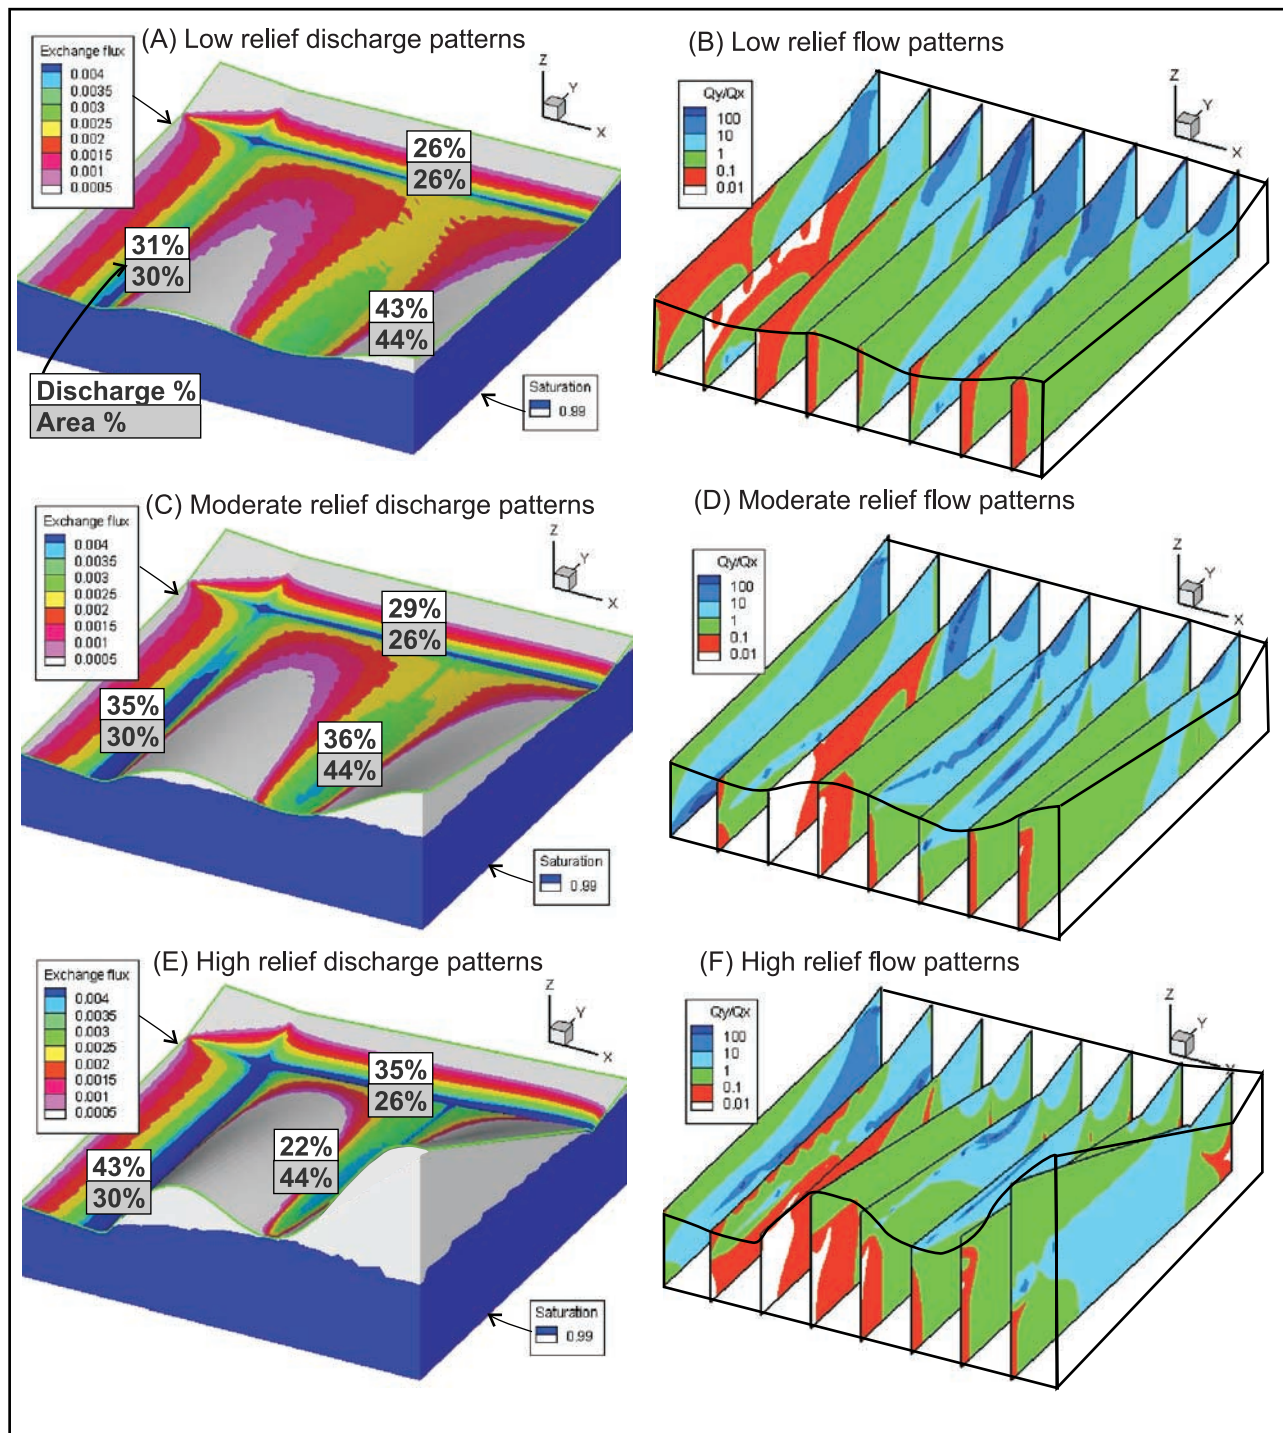 (A) Low relief discharge patterns
Exchange flux
0.004
0.0035
0.003
0.0025
0.002
0.0015
0.001
0.0005
Z
Y
X
26%
26%
31%
30%
43%
44%
Discharge %
Area %
Saturation
0.99
(B) Low relief flow patterns
Qy/Qx
100
10
1
0.1
0.01
Z
Y
X
(C) Moderate relief discharge patterns
Exchange flux
0.004
0.0035
0.003
0.0025
0.002
0.0015
0.001
0.0005
Z
Y
X
29%
26%
35%
30%
36%
44%
Saturation
0.99
(D) Moderate relief flow patterns
Qy/Qx
100
10
1
0.1
0.01
Z
Y
X
(E) High relief discharge patterns
Exchange flux
0.004
0.0035
0.003
0.0025
0.002
0.0015
0.001
0.0005
Z
Y
X
35%
26%
22%
44%
43%
30%
Saturation
0.99
(F) High relief flow patterns
Qy/Qx
100
10
1
0.1
0.01
Z
Y
X